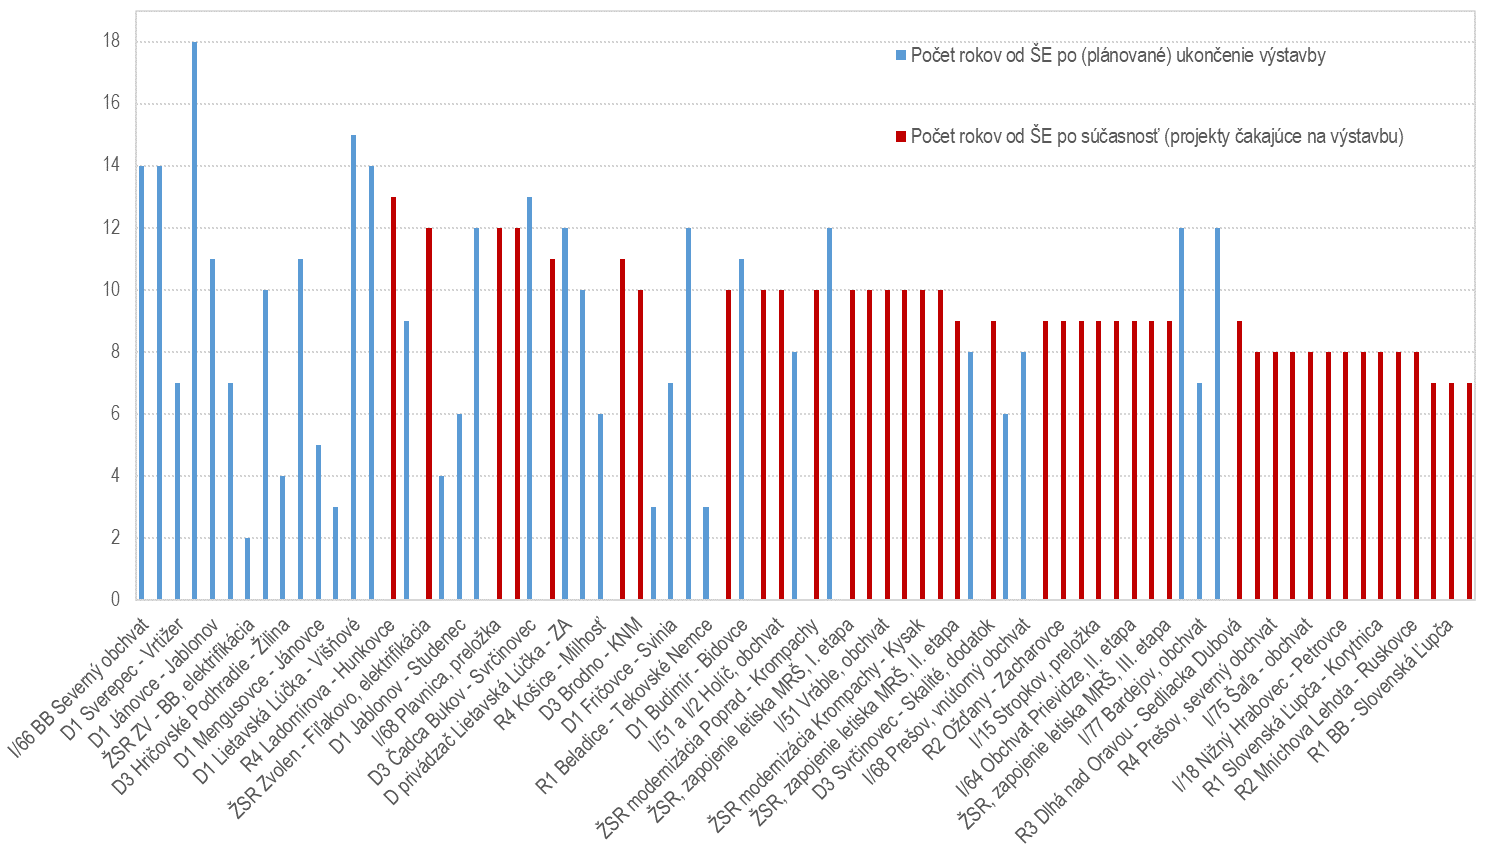 18
16
14
12
10
8
6
4
2
0
Počet rokov od ŠE po (plánované) ukončenie výstavby
Počet rokov od ŠE po súčasnosť (projekty čakajúce na výstavbu)
I/66 BB Severný obchvat
D1 Sverepec - Vrtižer
D1 Jánovce - Jablonov
ŽSR ZV - BB, elektrifikácia
D3 Hričovské Podhradie - Žilina
D1 Mengusovce - Jánovce
D1 Lietavská Lúčka - Višňové
R4 Ladomirova - Hunkovce
ŽSR Zvolen - Fiľakovo, elektrifikácia
D1 Jablonov - Studenec
I/68 Plavnica, preložka
D3 Čadca Bukov - Svrčinovec
D privádzač Lietavská Lúčka - ZA
R4 Košice - Milhosť
D3 Brodno - KNM
D1 Fričovce - Svinia
R1 Beladice - Tekovské Nemce
D1 Budimír - Bidovce
I/51 a I/2 Holíč, obchvat
ŽSR modernizácia Poprad - Krompachy
ŽSR, zapojenie letiska MRŠ, I. etapa
I/51 Vráble, obchvat
ŽSR modernizácia Krompachy - Kysak
ŽSR, zapojenie letiska MRŠ, II. etapa
D3 Svrčinovec - Skalité, dodatok
I/68 Prešov, vnútorný obchvat
R2 Ožďany - Zacharovce
I/15 Stropkov, preložka
I/64 Obchvat Prievidze, II. etapa
ŽSR, zapojenie letiska MRŠ, III. etapa
I/77 Bardejov, obchvat
R3 Dlhá nad Oravou - Sedliacka Dubová
R4 Prešov, severný obchvat
I/75 Šaľa - obchvat
I/18 Nižný Hrabovec - Petrovce
R1 Slovenská Ľupča - Korytnica
R2 Mníchova Lehota - Ruskovce
R1 BB - Slovenská Ľupča